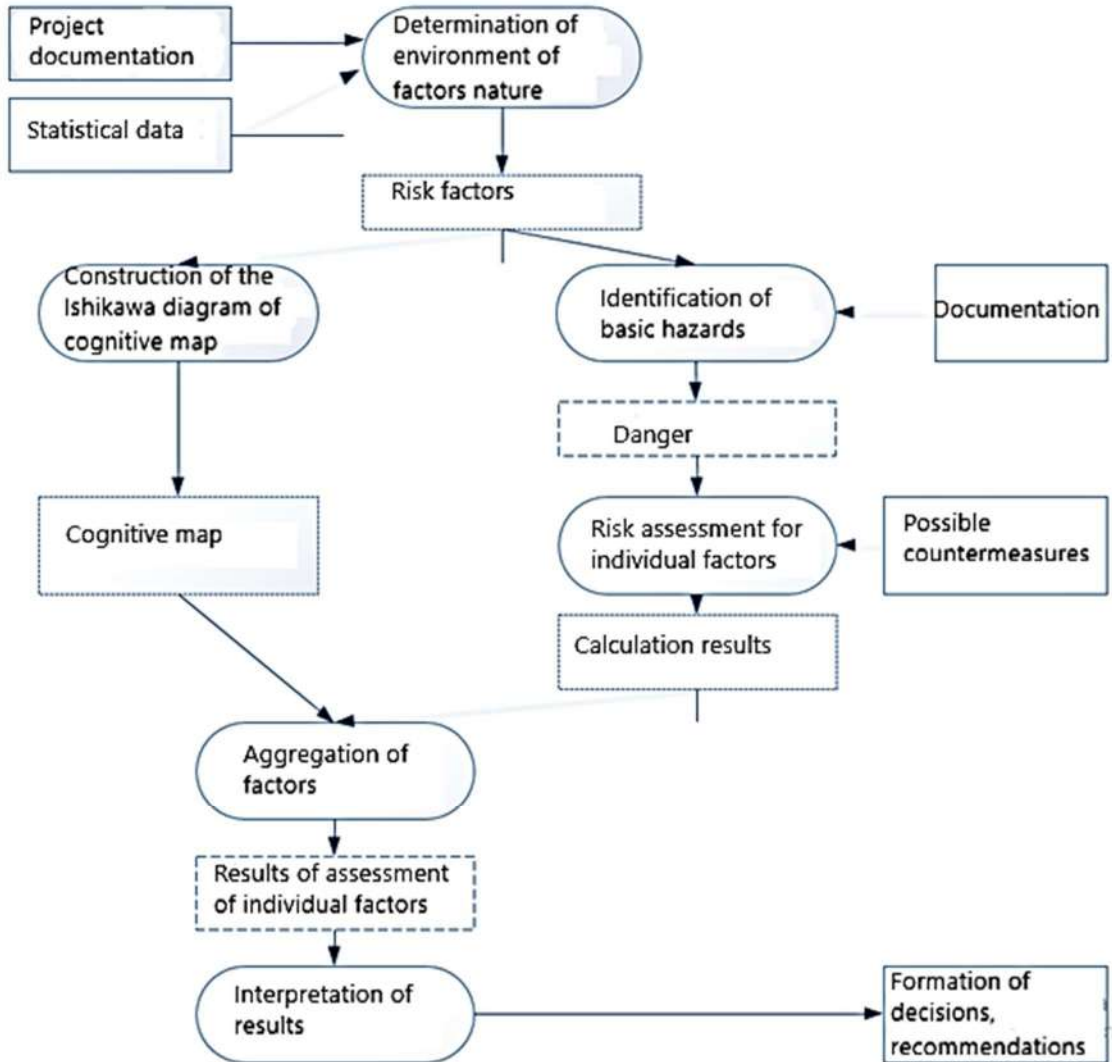 Project
documentation
Determination of
environment of
factors nature
Statistical data
Risk factors
Construction of the
Ishikawa diagram of
cognitive map
Identification of
basic hazards
Documentation
Danger
Cognitive map
Risk assessment for
individual factors
Possible
countermeasures
Calculation results
Aggregation of
factors
Results of assessment
of individual factors
Interpretation of
results
Formation of
decisions,
recommendations